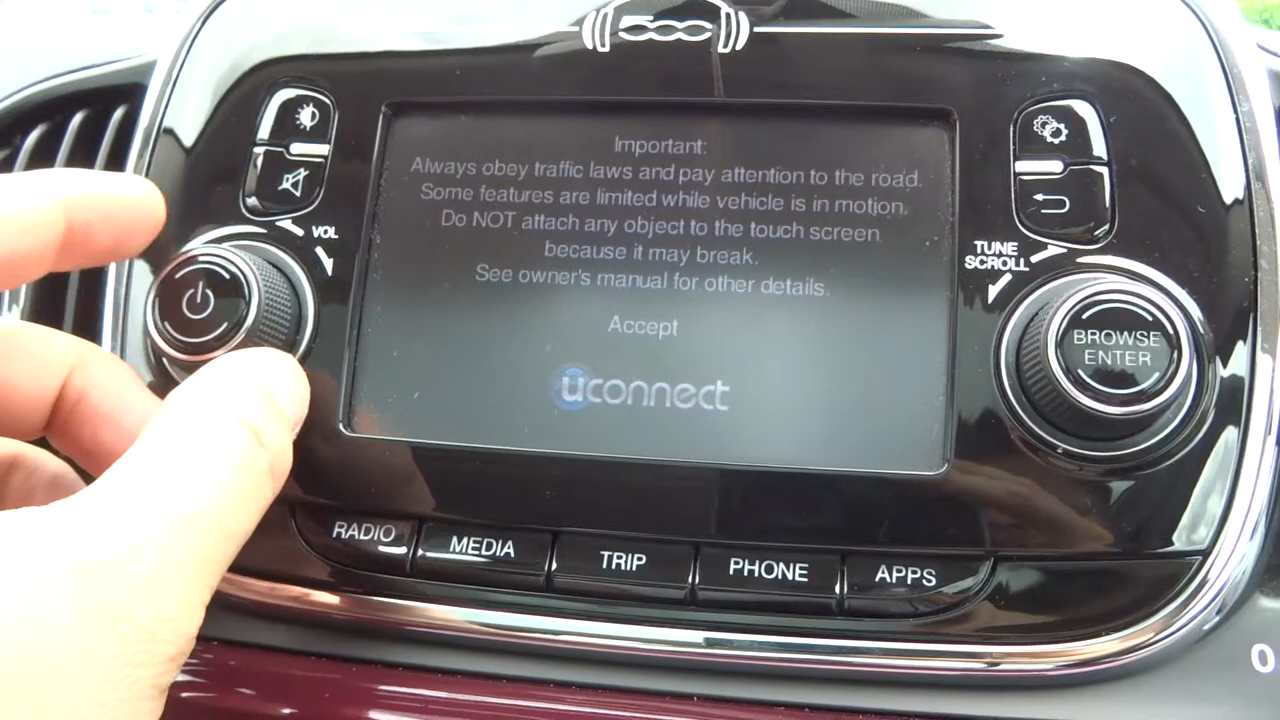 500
Important:
Always obey traffic laws and pay attention to the road.
Some features are limited while vehicle is in motion.
Do NOT attach any object to the touch screen
because it may break.
See owner's manual for other details.
Accept
uconnect
VOL
TUNE
SCROLL
BROWSE
ENTER
RADIO
MEDIA
TRIP
PHONE
APPS
0